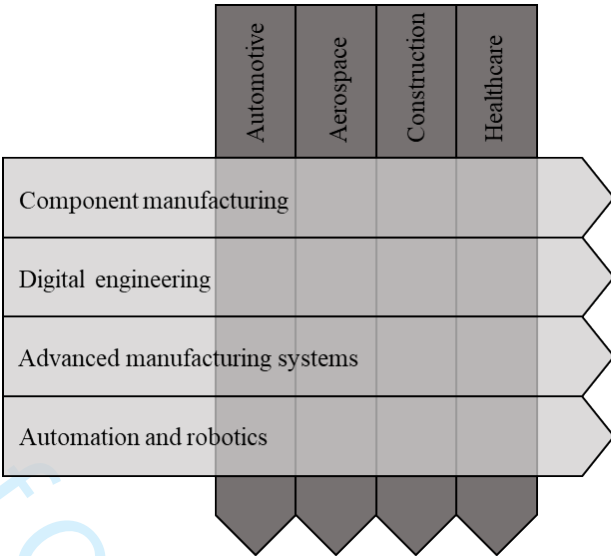 Automotive
Aerospace
Construction
Healthcare
Component manufacturing
Digital engineering
Advanced manufacturing systems
Automation and robotics